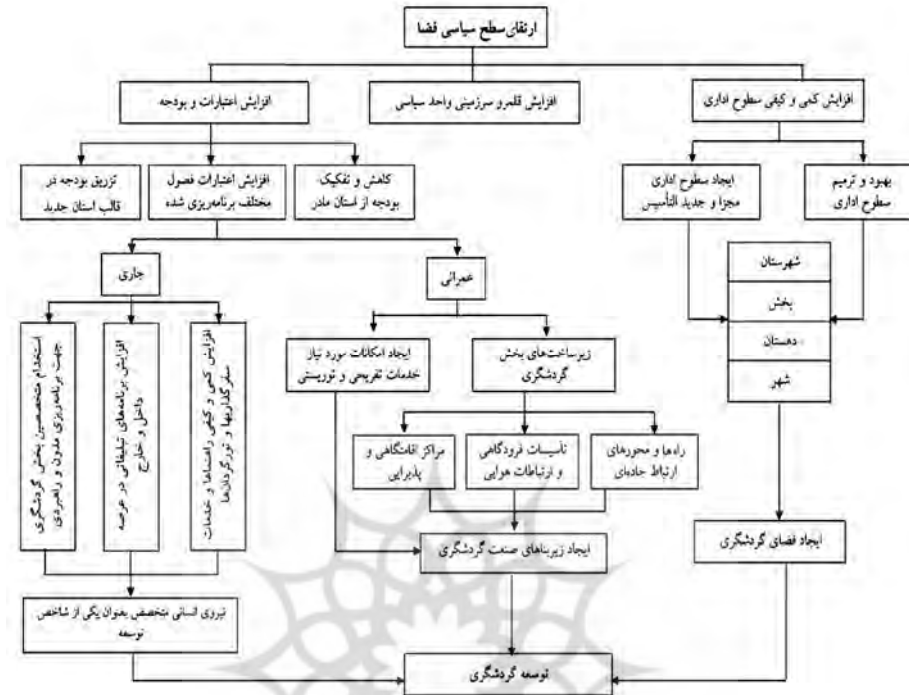 ارتقای سطح سیاسی فضا
افزایش کمی و کیفی سطوح اداری
افزایش قلمرو سرزمینی واحد سیاسی
افزایش اعتبارات و بودجه
بهبود و ترمیم
سطوح اداری
ایجاد سطوح اداری
مجزا و جدید التأسیس
کاهش و تفکیک
بودجه از استان مادر
افزایش اعتبارات فصول
مختلف برنامه‌ریزی شده
تزریق بودجه در
قالب استان جدید
شهرستان
بخش
دهستان
شهر
عمرانی
جاری
زیرساخت‌های بخش
گردشگری
ایجاد امکانات مورد نیاز
خدمات تفریحی و توریستی
افزایش کمی و کیفی راهنماها و خدمات
سفرگذاریها و تورگردان‌ها
افزایش برنامه‌های تبلیغاتی در عرصه
داخل و خارج
استخدام متخصصین بخش گردشگری
جهت برنامه‌ریزی مدون و راهبردی
راه‌ها و محورهای
ارتباط جاده‌ای
تأسیسات فرودگاهی
و ارتباطات هوایی
مراکز اقامتگاهی و
پذیرایی
ایجاد فضای گردشگری
ایجاد زیربناهای صنعت گردشگری
نیروی انسانی متخصص بعنوان یکی از شاخص
توسعه
توسعه گردشگری